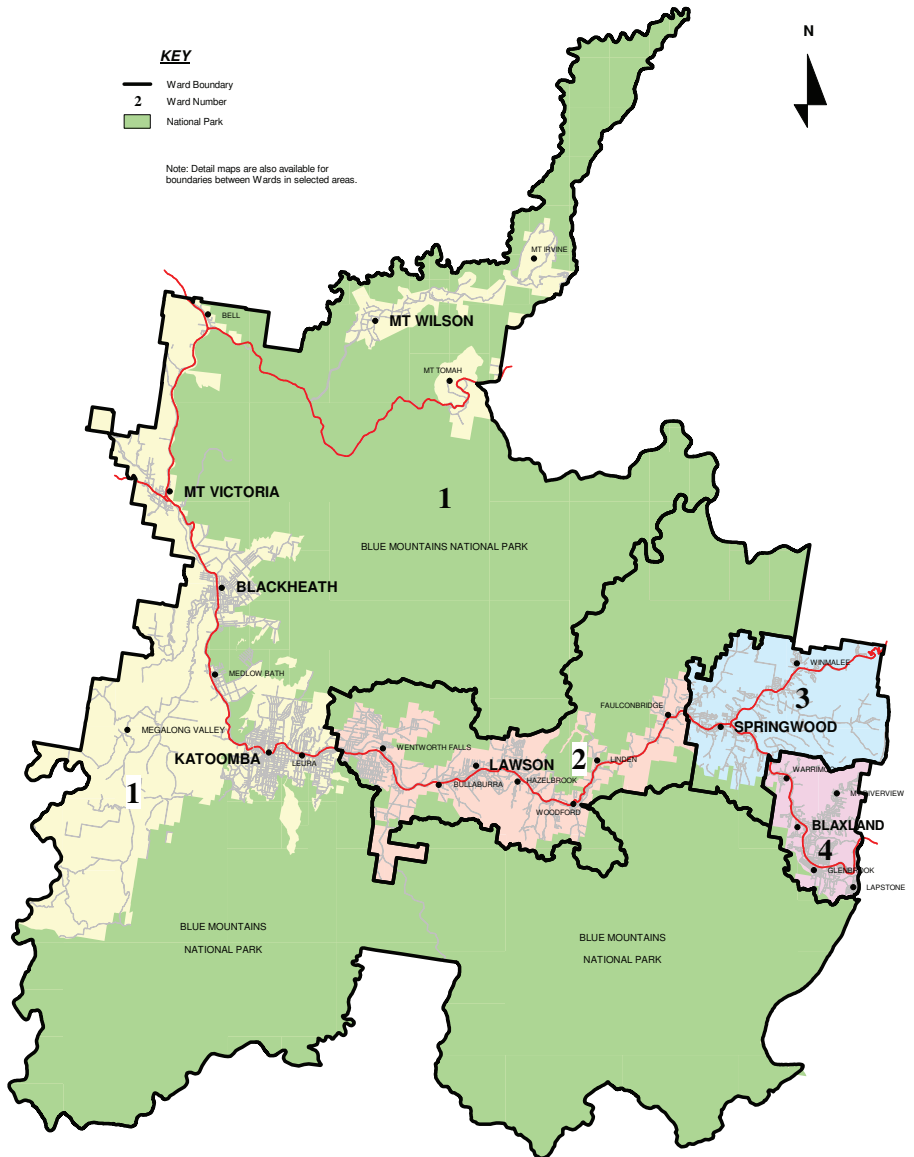 KEY
N
Ward Boundary
2 Ward Number
National Park
Note: Detail maps are also available for
boundaries between Wards in selected areas.
MT IRVINE
BELL
MT WILSON
MT TOMAH
MT VICTORIA
1
BLUE MOUNTAINS NATIONAL PARK
BLACKHEATH
WINMALEE
MEDLOW BATH
3
FAULCONBRIDGE
MEGALONG VALLEY
SPRINGWOOD
WENTWORTH FALLS
KATOOMBA
LEURA
LAWSON
2
LINDEN
WARRIMOO
HAZELBROOK
BULLABURRA
1
MT RIVERVIEW
WOODFORD
BLAXLAND
4
GLENBROOK
LAPSTONE
BLUE MOUNTAINS
NATIONAL PARK
BLUE MOUNTAINS
NATIONAL PARK